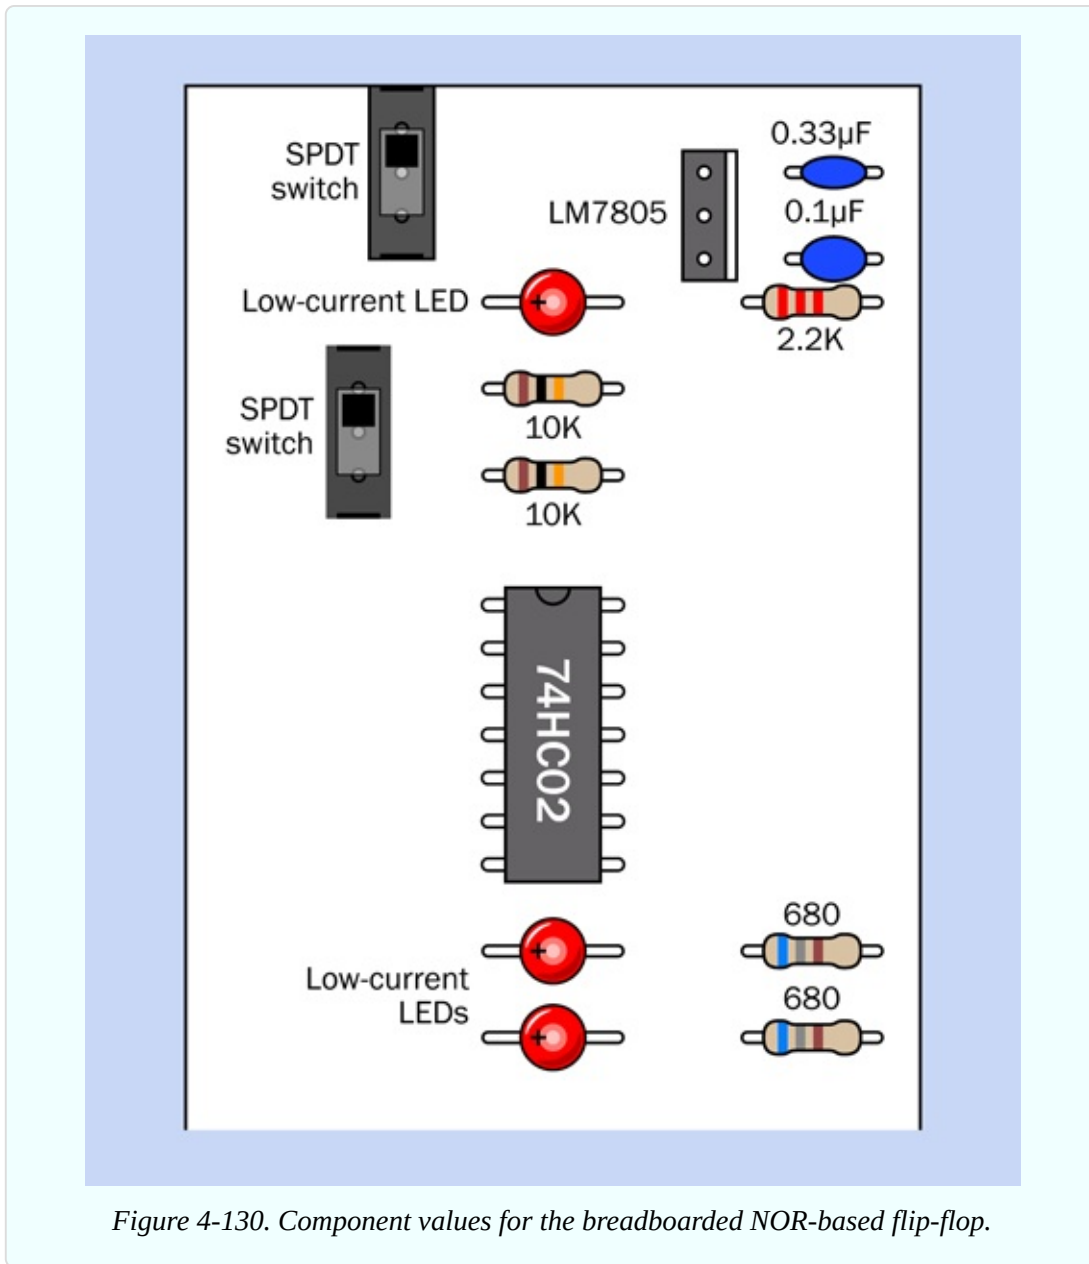 SPDT
switch
0.33µF
LM7805
0.1µF
Low-current LED
2.2K
SPDT
switch
10K
10K
74HC02
680
Low-current
LEDs
680
Figure 4-130. Component values for the breadboarded NOR-based flip-flop.